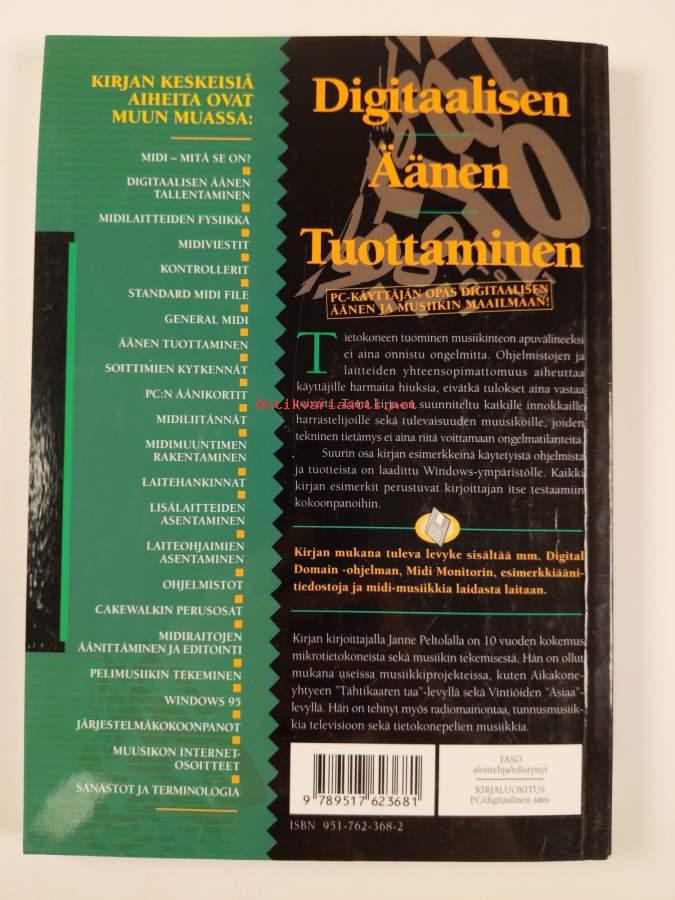 KIRJAN KESKEISIÄ
AIHEITA OVAT
MUUN MUASSA:
MIDI – MITÄ SE ON?
DIGITAALISEN ÄÄNEN
TALLENTAMINEN
MIDILAITTEIDEN FYSIIKKA
MIDIVIESTIT
KONTROLLERIT
STANDARD MIDI FILE
GENERAL MIDI
ÄÄNEN TUOTTAMINEN
SOITTIMIEN KYTKENNÄT
PC:N ÄÄNIKORTIT
MIDILIITÄNNÄT
MIDIMUUNTIMEN
RAKENTAMINEN
LAITEHANKINNAT
LISÄLAITTEIDEN
ASENTAMINEN
LAITEOHJAIMIEN
ASENTAMINEN
OHJELMISTOT
CAKEWALKIN PERUSOSAT
MIDIRAITOJEN
ÄÄNITTÄMINEN JA EDITOINTI
PELIMUSIIKIN TEKEMINEN
WINDOWS 95
JÄRJESTELMÄKOKOONPANOT
MUUSIKON INTERNET-
OSOITTEET
SANASTOT JA TERMINOLOGIA
Digitaalisen
Äänen
Tuottaminen
PC-KÄYTTÄJÄN OPAS DIGITAALISEN
ÄÄNEN JA MUSIIKIN MAAILMAAN!
Tietokoneen tuominen musiikinteon apuvälineeksi
ei aina onnistu ongelmitta. Ohjelmistojen ja
laitteiden yhteensopimattomuus aiheuttaa
käyttäjille harmaita hiuksia, eivätkä tulokset aina vastaa
toiveita. Tämä kirja on suunniteltu kaikille innokkaille
harrastelijoille sekä tulevaisuuden muusikoille, joiden
tekninen tietämys ei aina riitä voittamaan ongelmatilanteita.
Suurin osa kirjan esimerkkeinä käytetyistä ohjelmista
ja tuotteista on laadittu Windows-ympäristölle. Kaikki
kirjan esimerkit perustuvat kirjoittajan itse testaamiin
kokoonpanoihin.
Antikvariaatti.net
Kirjan mukana tuleva levyke sisältää mm. Digital
Domain -ohjelman, Midi Monitorin, esimerkkiääni-
tiedostoja ja midi-musiikkia laidasta laitaan.
Kirjan kirjoittajalla Janne Peltolalla on 10 vuoden kokemus
mikrotietokoneista sekä musiikin tekemisestä. Hän on ollut
mukana useissa musiikkiprojekteissa, kuten Aikakone-
yhtyeen "Tähtikaaren taa"-levyllä sekä Vintiöiden "Asiaa"-
levyllä. Hän on tehnyt myös radiomainontaa, tunnusmusiik-
kia televisioon sekä tietokonepelien musiikkia.
9 789517 623681
ISBN 951-762-368-2
TASO
aloittelija/edistynyt
KIRJALUOKITUS
PC/digitaalinen ääni